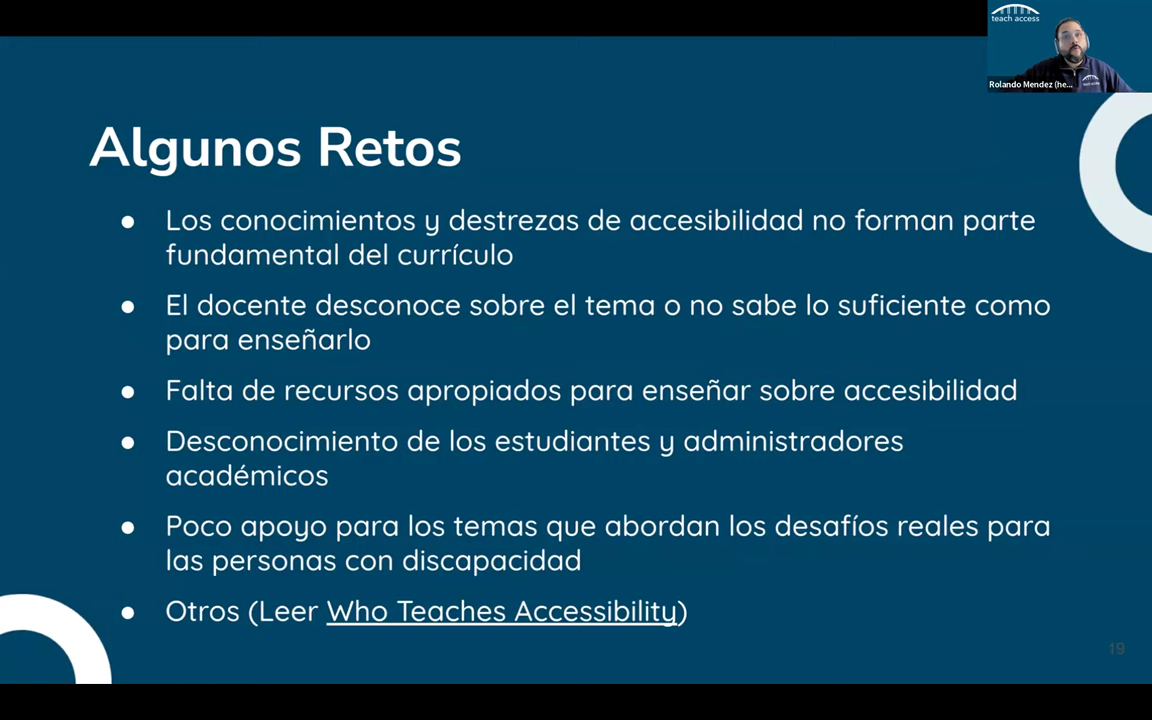 teach access
Rolando Mendez (he...
Algunos Retos
● Los conocimientos y destrezas de accesibilidad no forman parte
fundamental del currículo
● El docente desconoce sobre el tema o no sabe lo suficiente como
para enseñarlo
● Falta de recursos apropiados para enseñar sobre accesibilidad
● Desconocimiento de los estudiantes y administradores
académicos
● Poco apoyo para los temas que abordan los desafíos reales para
las personas con discapacidad
● Otros (Leer Who Teaches Accessibility)
19